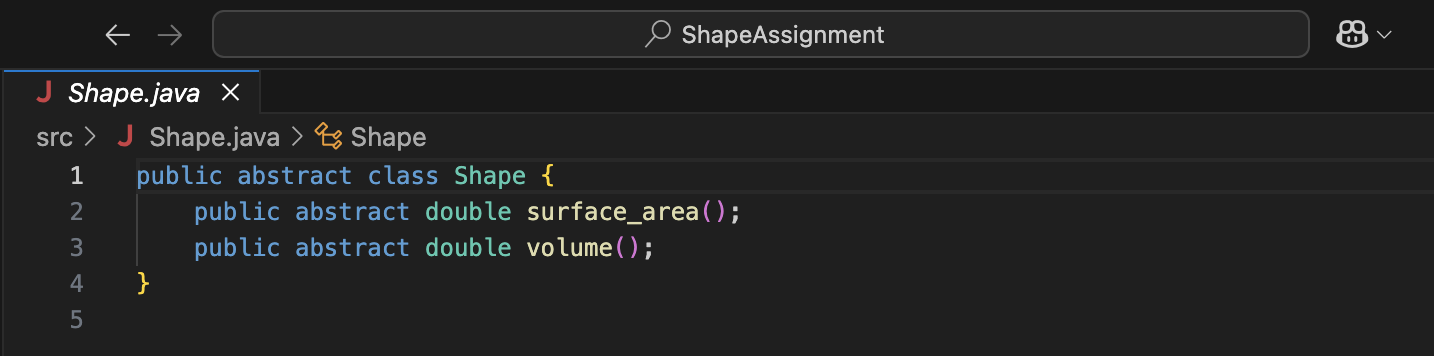 ShapeAssignment
J Shape.java
src > J Shape.java > Shape
1 public abstract class Shape {
2     public abstract double surface_area();
3     public abstract double volume();
4 }
5